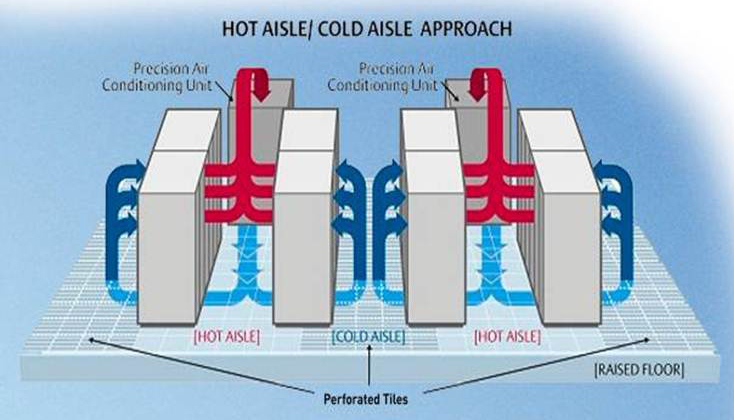 HOT AISLE/ COLD AISLE APPROACH
Precision Air
Conditioning Unit
Precision Air
Conditioning Unit
[HOT AISLE]
[COLD AISLE]
[HOT AISLE]
[RAISED FLOOR]
Perforated Tiles